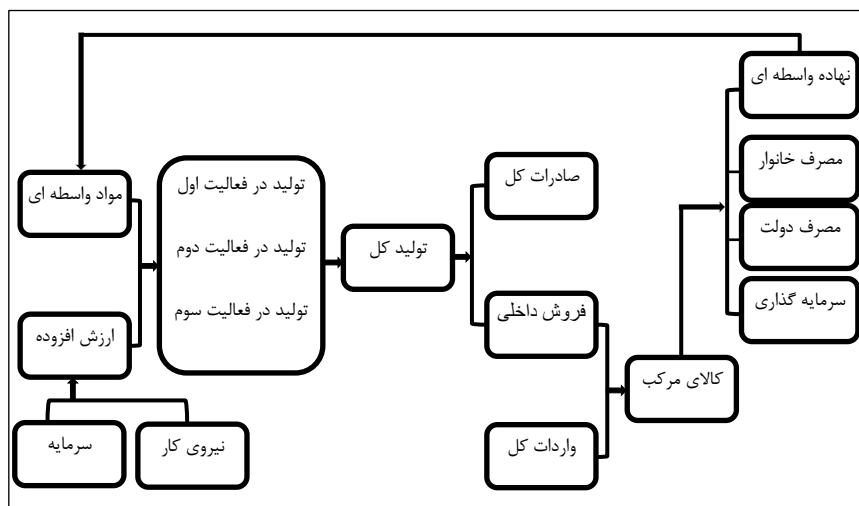 نهاده واسطه ای
مصرف خانوار
مصرف دولت
سرمایه گذاری
صادرات کل
فروش داخلی
واردات کل
کالای مرکب
تولید کل
تولید در فعالیت اول
تولید در فعالیت دوم
تولید در فعالیت سوم
مواد واسطه ای
ارزش افزوده
نیروی کار
سرمایه